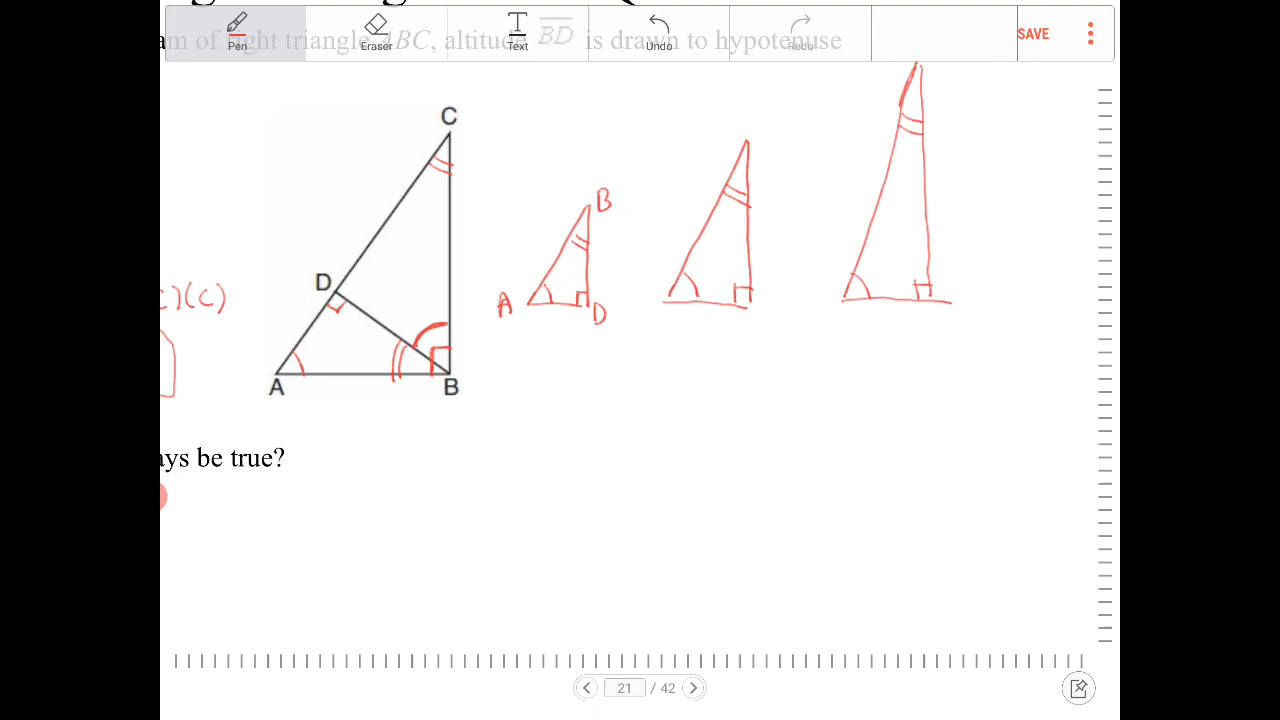 Pen Eraser Text Undo Redo SAVE
am of right triangle ABC, altitude BD is drawn to hypotenuse
C
B
D
A D
)(C)
A B
ays be true?
21 / 42